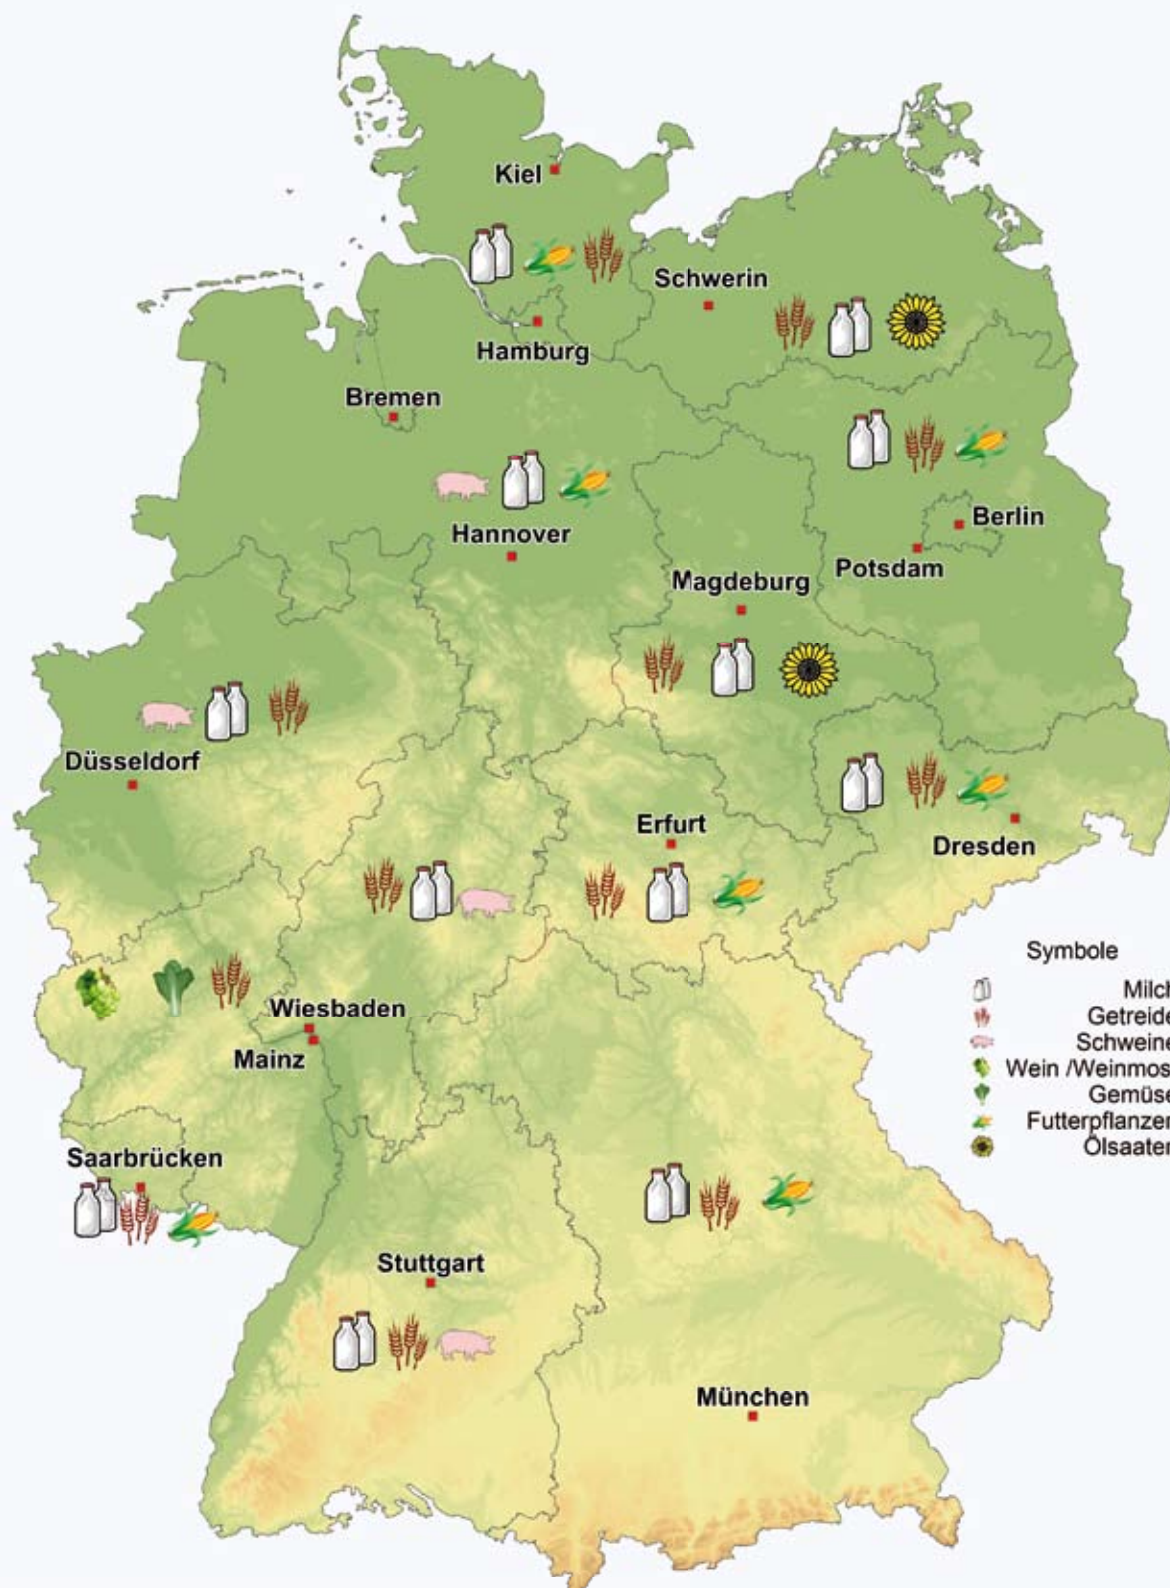 Kiel
Schwerin
Hamburg
Bremen
Berlin
Hannover
Potsdam
Magdeburg
Düsseldorf
Erfurt
Dresden
Symbole
Milch
Getreide
Schweine
Wein /Weinmos
Gemüse
Futterpflanzen
Ölsaaten
Wiesbaden
Mainz
Saarbrücken
Stuttgart
München